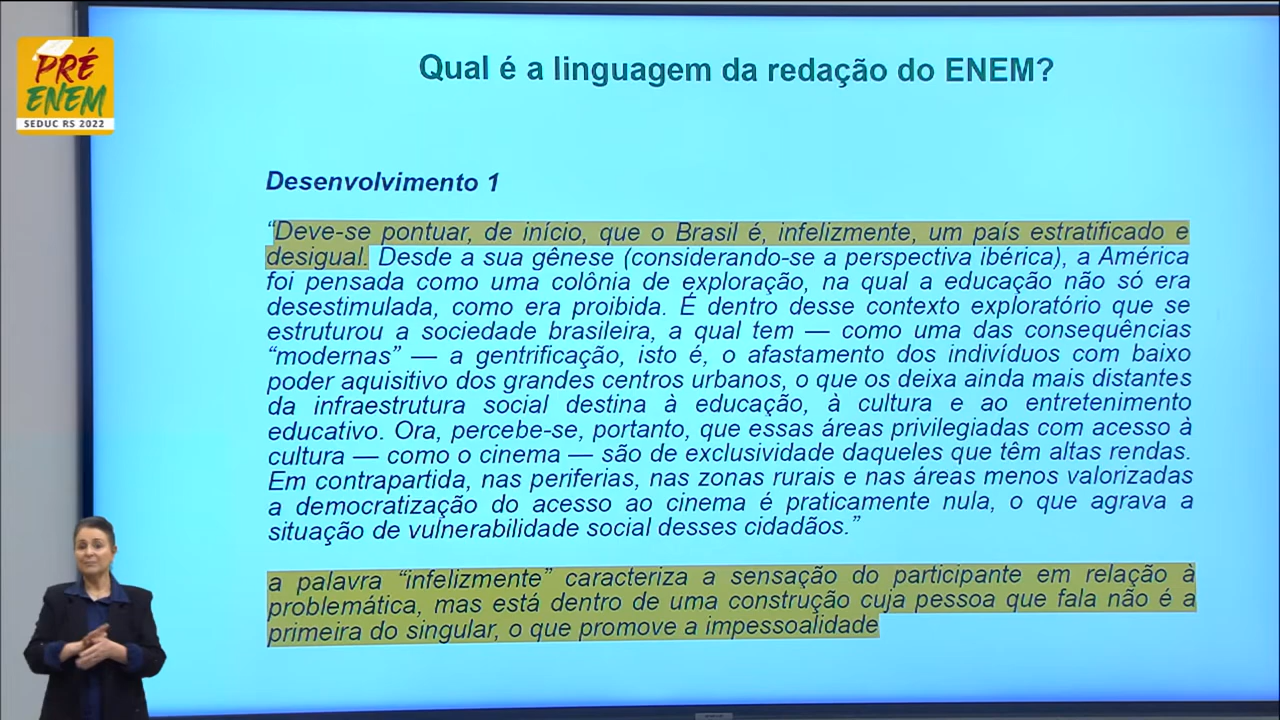 PRÉ
ENEM
SEDUC RS 2022
Qual é a linguagem da redação do ENEM?
Desenvolvimento 1
“Deve-se pontuar, de início, que o Brasil é, infelizmente, um país estratificado e
desigual. Desde a sua gênese (considerando-se a perspectiva ibérica), a América
foi pensada como uma colônia de exploração, na qual a educação não só era
desestimulada, como era proibida. É dentro desse contexto exploratório que se
estruturou a sociedade brasileira, a qual tem — como uma das consequências
“modernas” — a gentrificação, isto é, o afastamento dos indivíduos com baixo
poder aquisitivo dos grandes centros urbanos, o que os deixa ainda mais distantes
da infraestrutura social destina à educação, à cultura e ao entretenimento
educativo. Ora, percebe-se, portanto, que essas áreas privilegiadas com acesso à
cultura — como o cinema — são de exclusividade daqueles que têm altas rendas.
Em contrapartida, nas periferias, nas zonas rurais e nas áreas menos valorizadas
a democratização do acesso ao cinema é praticamente nula, o que agrava a
situação de vulnerabilidade social desses cidadãos.”
a palavra “infelizmente” caracteriza a sensação do participante em relação à
problemática, mas está dentro de uma construção cuja pessoa que fala não é a
primeira do singular, o que promove a impessoalidade